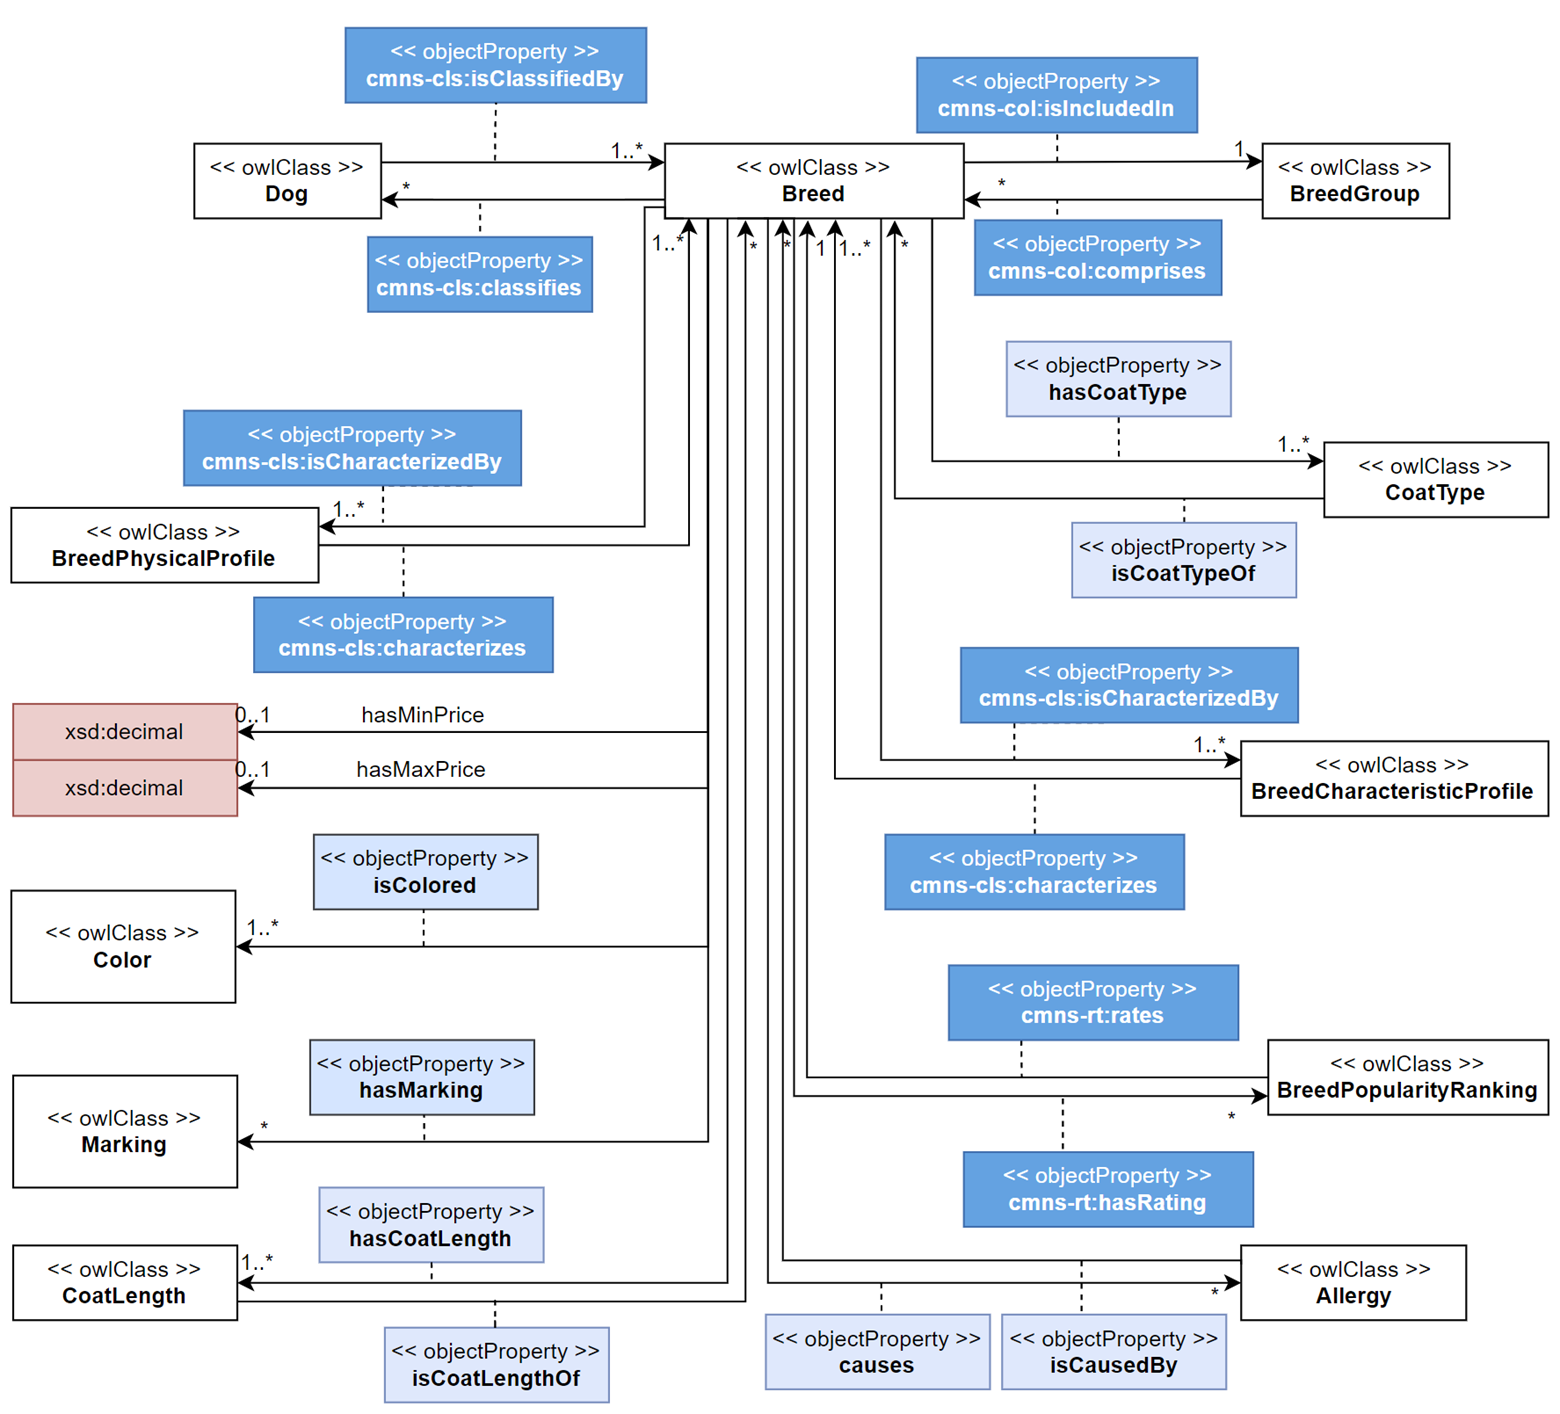 << objectProperty >>
cmns-cls:isClassifiedBy
<< objectProperty >>
cmns-col:isIncludedIn
<< owlClass >>
Dog
1..*
*
<< owlClass >>
Breed
1
*
<< owlClass >>
BreedGroup
<< objectProperty >>
cmns-cls:classifies
1..*
*
*
1
1..*
*
<< objectProperty >>
cmns-col:comprises
<< objectProperty >>
hasCoatType
<< objectProperty >>
cmns-cls:isCharacterizedBy
1..*
<< owlClass >>
CoatType
1..*
<< owlClass >>
BreedPhysicalProfile
<< objectProperty >>
isCoatTypeOf
<< objectProperty >>
cmns-cls:characterizes
<< objectProperty >>
cmns-cls:isCharacterizedBy
xsd:decimal
0..1
hasMinPrice
xsd:decimal
0..1
hasMaxPrice
1..*
<< owlClass >>
BreedCharacteristicProfile
<< objectProperty >>
isColored
<< objectProperty >>
cmns-cls:characterizes
<< owlClass >>
Color
1..*
<< objectProperty >>
cmns-rt:rates
<< objectProperty >>
hasMarking
<< owlClass >>
BreedPopularityRanking
*
<< owlClass >>
Marking
*
<< objectProperty >>
cmns-rt:hasRating
<< objectProperty >>
hasCoatLength
<< owlClass >>
CoatLength
1..*
<< owlClass >>
Allergy
*
<< objectProperty >>
isCoatLengthOf
<< objectProperty >>
causes
<< objectProperty >>
isCausedBy